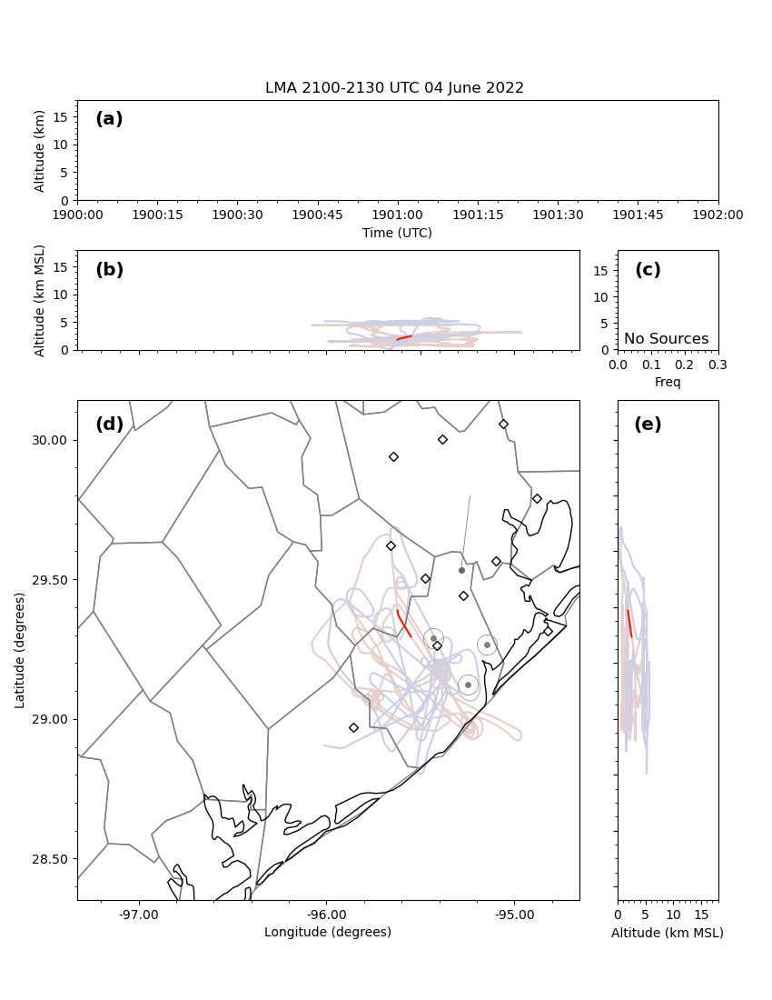 LMA 2100-2130 UTC 04 June 2022
(a)
Altitude (km)
15
10
5
0
1900:00 1900:15 1900:30 1900:45 1901:00 1901:15 1901:30 1901:45 1902:00
Time (UTC)
(b)
Altitude (km MSL)
15
10
5
0
(c)
15
10
5
0
No Sources
0.0 0.1 0.2 0.3
Freq
(d)
Latitude (degrees)
30.00
29.50
29.00
28.50
-97.00 -96.00 -95.00
Longitude (degrees)
(e)
0 5 10 15
Altitude (km MSL)